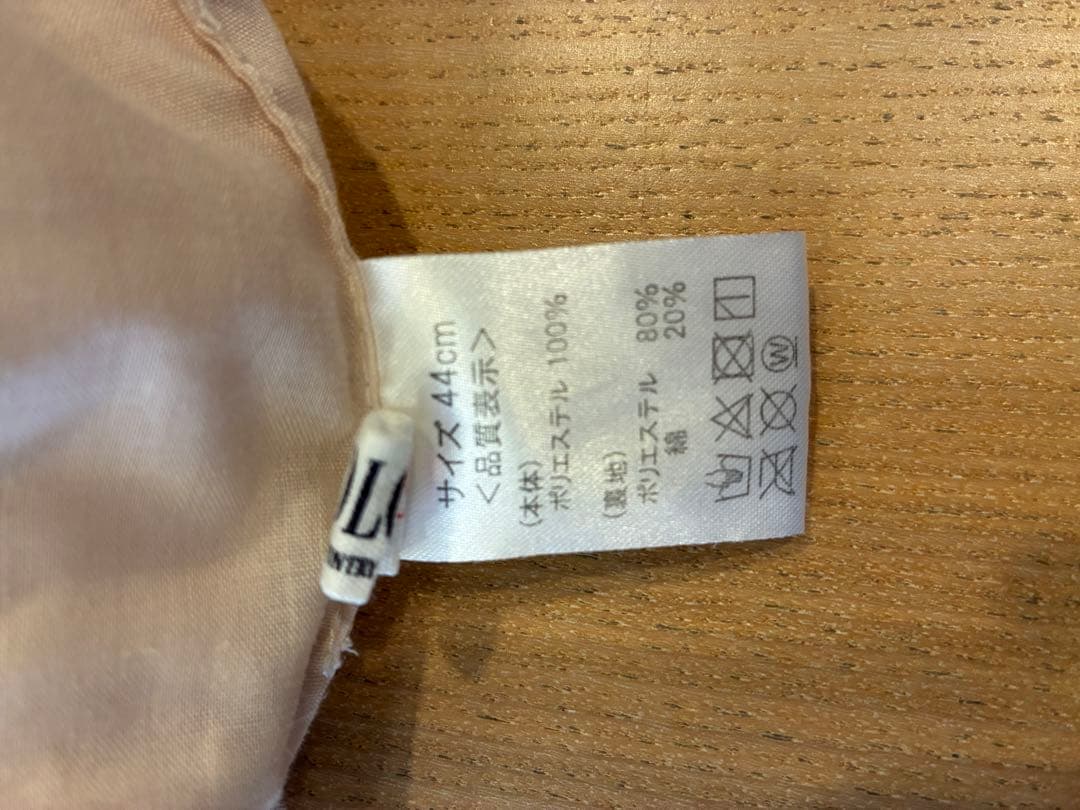 サイズ 44cm
<品質表示>
(本体)
ポリエステル 100%
(裏地)
ポリエステル 80%
綿 20%
W